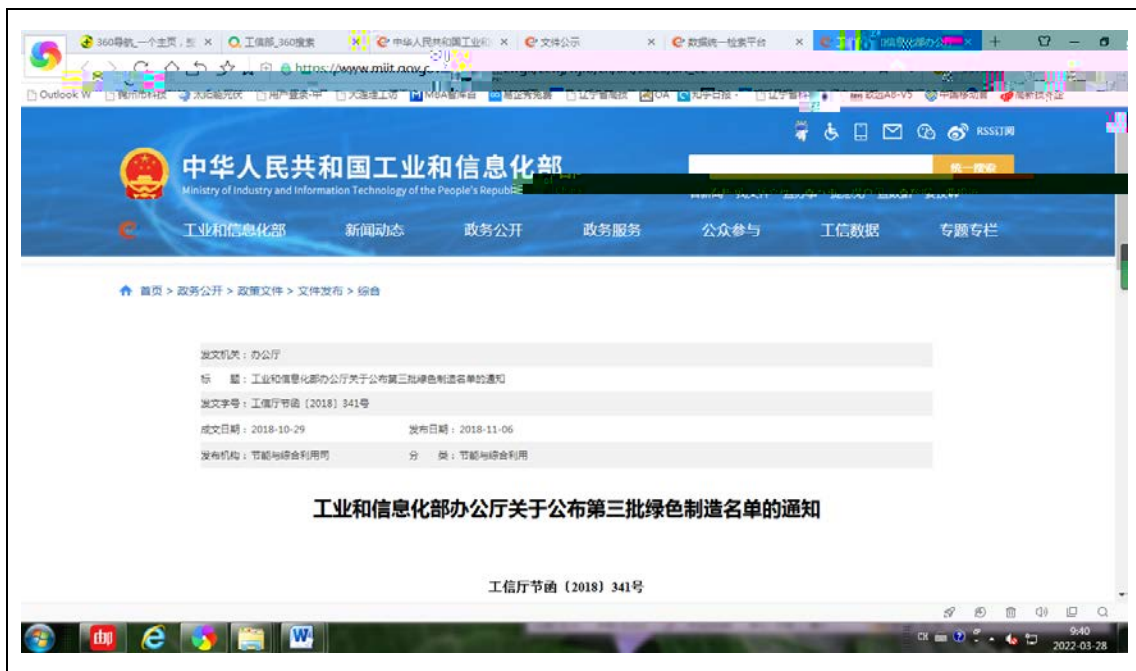 360导航_一个主页，整 × 工信部_360搜索 × 中华人民共和国工业和 × 文件公示 × 数据统一检索平台 ×
https://www.miit.gov.
Outlook W
中华人民共和国工业和信息化部
Ministry of Industry and Information Technology of the People's Republic
RSS订阅
统一搜索
工业和信息化部 新闻动态 政务公开 政务服务 公众参与 工信数据 专题专栏
首页 > 政务公开 > 政策文件 > 文件发布 > 综合
发文机关：办公厅
标 题：工业和信息化部办公厅关于公布第三批绿色制造名单的通知
发文字号：工信厅节函〔2018〕341号
成文日期：2018-10-29 发布日期：2018-11-06
发布机构：节能与综合利用司 分 类：节能与综合利用
工业和信息化部办公厅关于公布第三批绿色制造名单的通知
工信厅节函〔2018〕341号
CH 9:40
2022-03-28